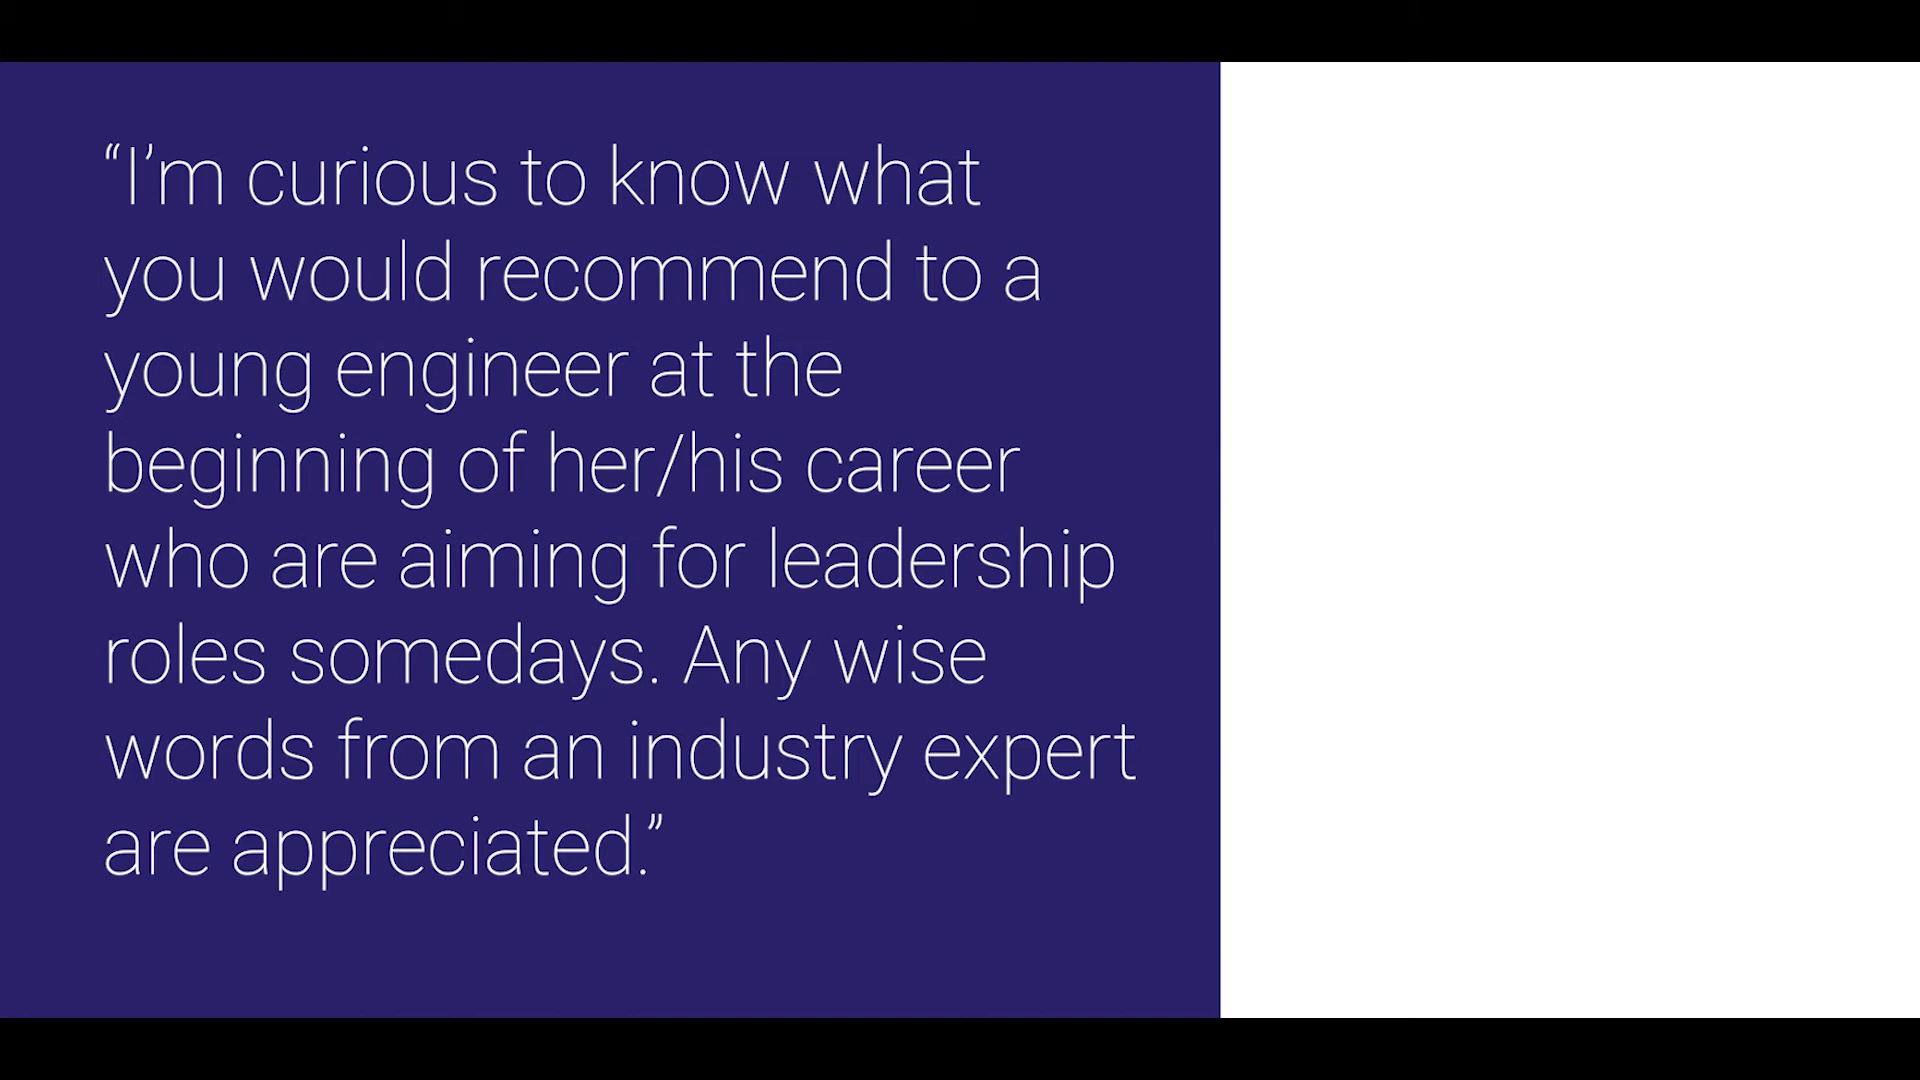 “I’m curious to know what
you would recommend to a
young engineer at the
beginning of her/his career
who are aiming for leadership
roles somedays. Any wise
words from an industry expert
are appreciated.”